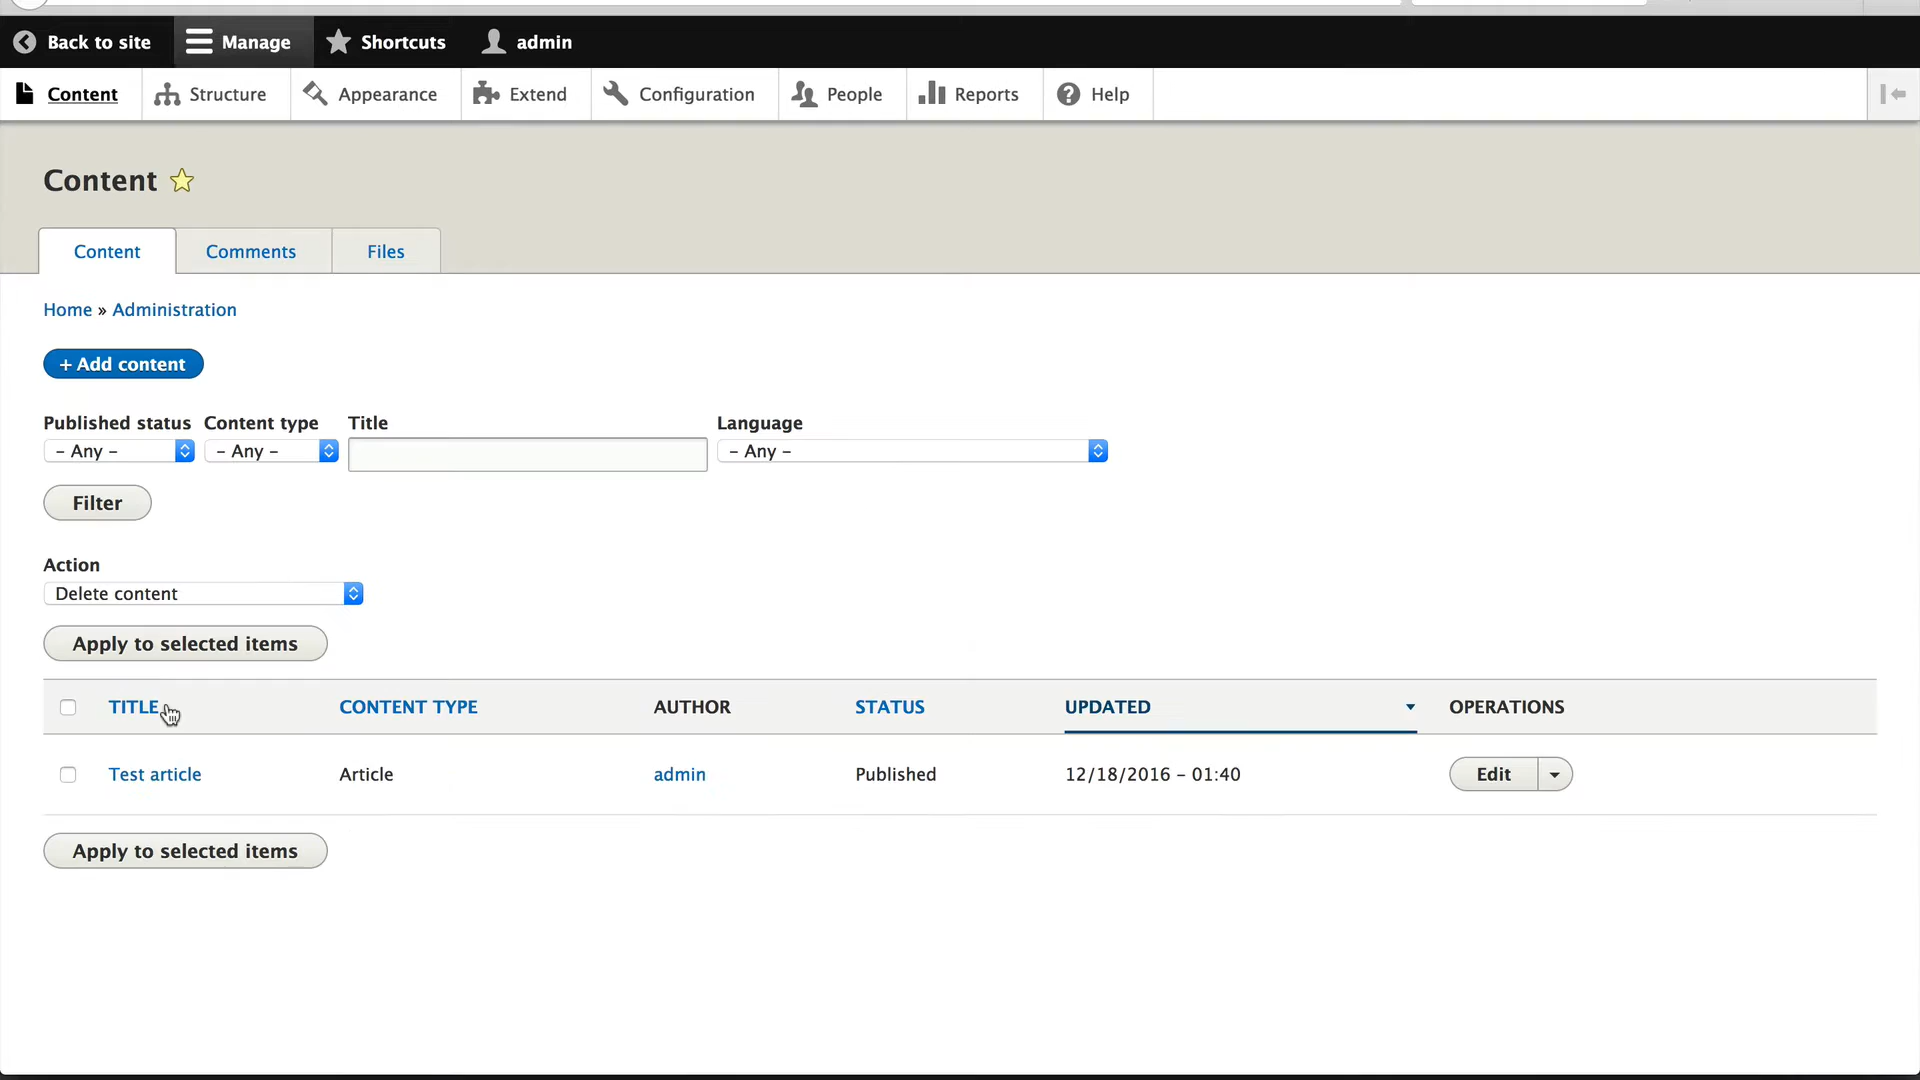 Back to site Manage Shortcuts admin
Content Structure Appearance Extend Configuration People Reports Help
Content
Content Comments Files
Home » Administration
+ Add content
Published status Content type Title Language
– Any – – Any – – Any –
Filter
Action
Delete content
Apply to selected items
TITLE CONTENT TYPE AUTHOR STATUS UPDATED OPERATIONS
Test article Article admin Published 12/18/2016 – 01:40 Edit
Apply to selected items